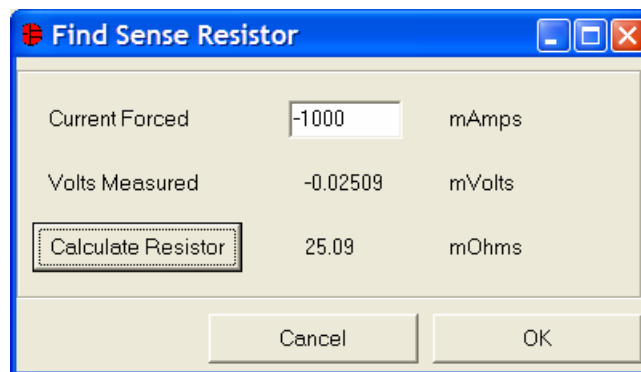 Find Sense Resistor
Current Forced -1000 mAmps
Volts Measured -0.02509 mVolts
Calculate Resistor 25.09 mOhms
Cancel OK